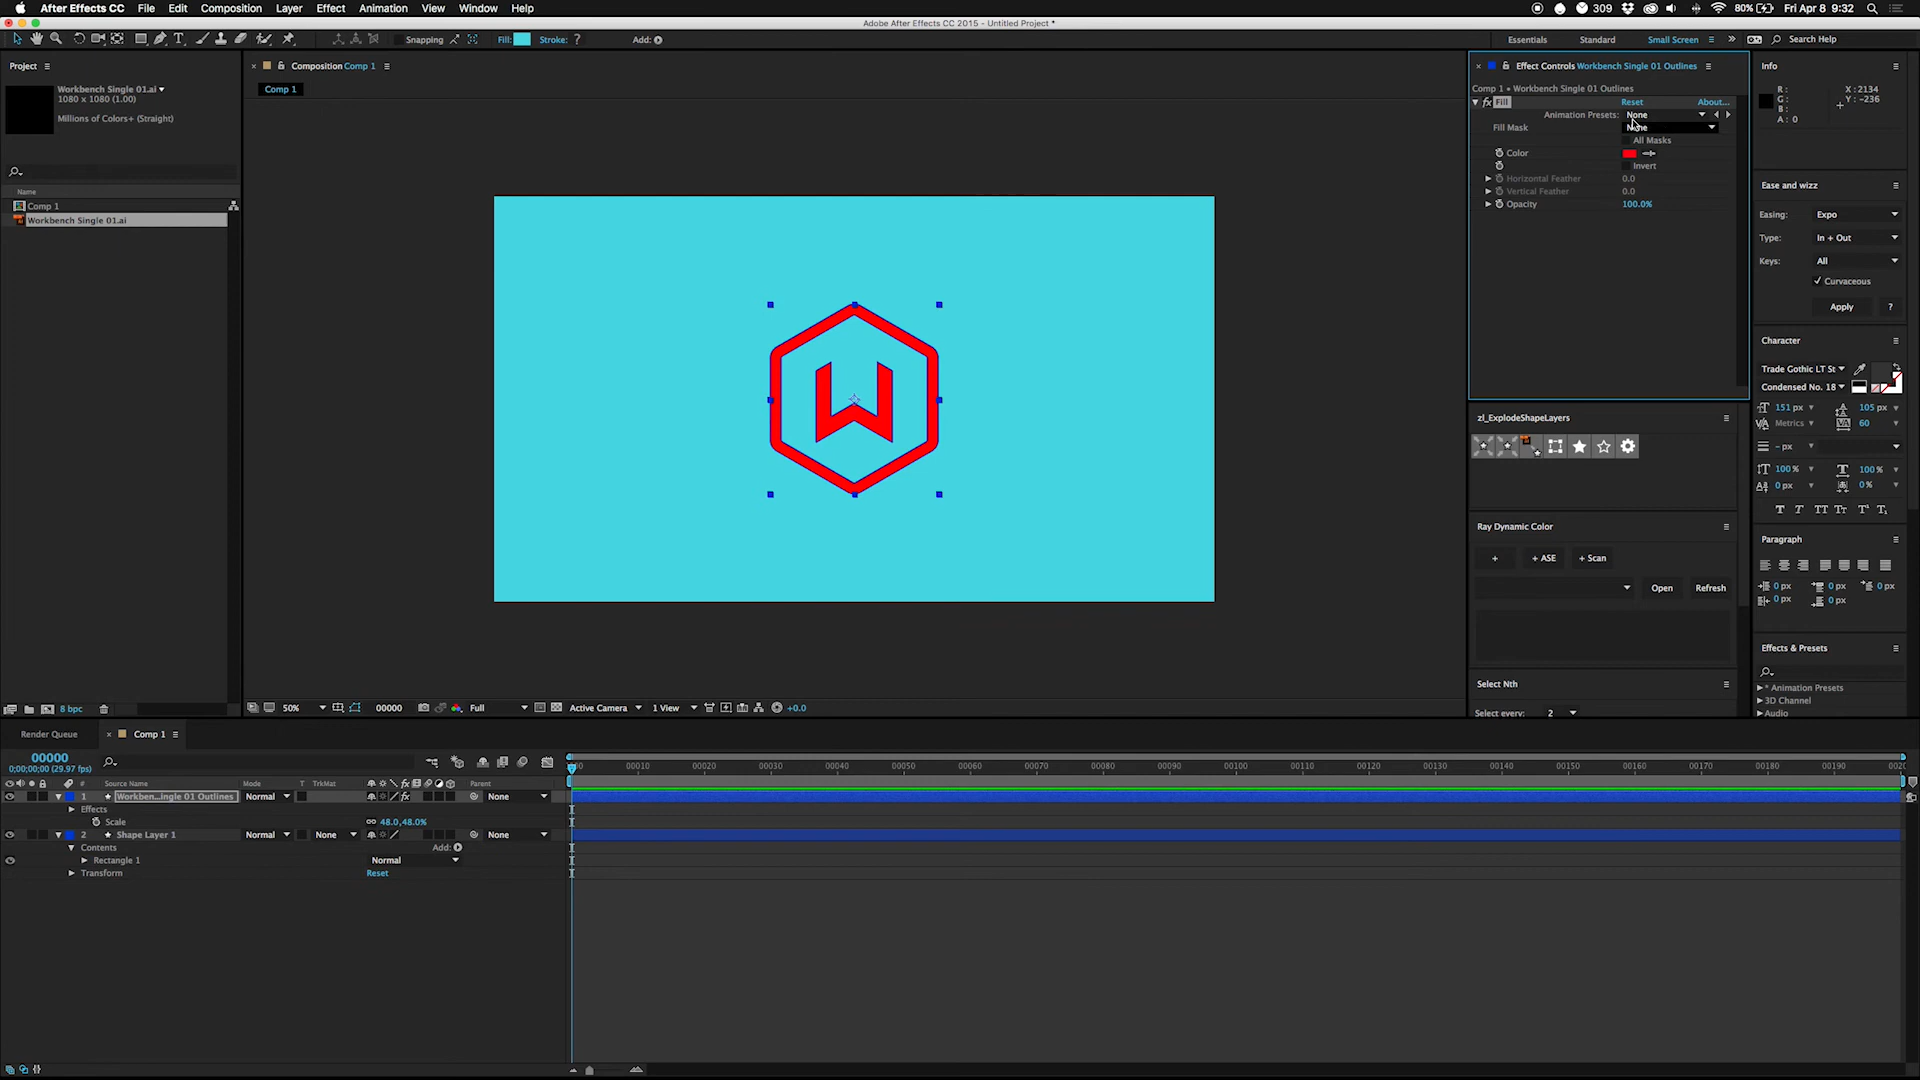 After Effects CC File Edit Composition Layer Effect Animation View Window Help 309 80% Fri Apr 8 9:32
Adobe After Effects CC 2015 - Untitled Project *
Snapping Fill: Stroke: ? Add: Essentials Standard Small Screen Search Help
Project
Workbench Single 01.ai
1080 x 1080 (1.00)
Millions of Colors+ (Straight)
Name
Comp 1
Workbench Single 01.ai
8 bpc
Composition Comp 1
Comp 1
W
50% 00000 Full Active Camera 1 View +0.0
Effect Controls Workbench Single 01 Outlines
Comp 1 • Workbench Single 01 Outlines
fx Fill Reset About...
Animation Presets: None
Fill Mask None
All Masks
Color
Invert
Horizontal Feather 0.0
Vertical Feather 0.0
Opacity 100.0%
zl_ExplodeShapeLayers
Ray Dynamic Color
+ + ASE + Scan
Open Refresh
Select Nth
Select every: 2
Info
R: X: 2134
G: Y: -236
B:
A: 0
Ease and wizz
Easing: Expo
Type: In + Out
Keys: All
Curvaceous
Apply ?
Character
Trade Gothic LT St
Condensed No. 18
151 px 105 px
Metrics 60
- px
100 % 100 %
0 px 0 %
T T TT Tt T¹ T₁
Paragraph
0 px 0 px 0 px
0 px 0 px
Effects & Presets
* Animation Presets
3D Channel
Audio
Render Queue Comp 1
00000
0;00;00;00 (29.97 fps)
00 00010 00020 00030 00040 00050 00060 00070 00080 00090 00100 00110 00120 00130 00140 00150 00160 00170 00180 00190 0020
# Source Name Mode T TrkMat Parent
1 Workben...ingle 01 Outlines Normal None
Effects
Scale 48.0,48.0%
2 Shape Layer 1 Normal None None
Contents Add:
Rectangle 1 Normal
Transform Reset